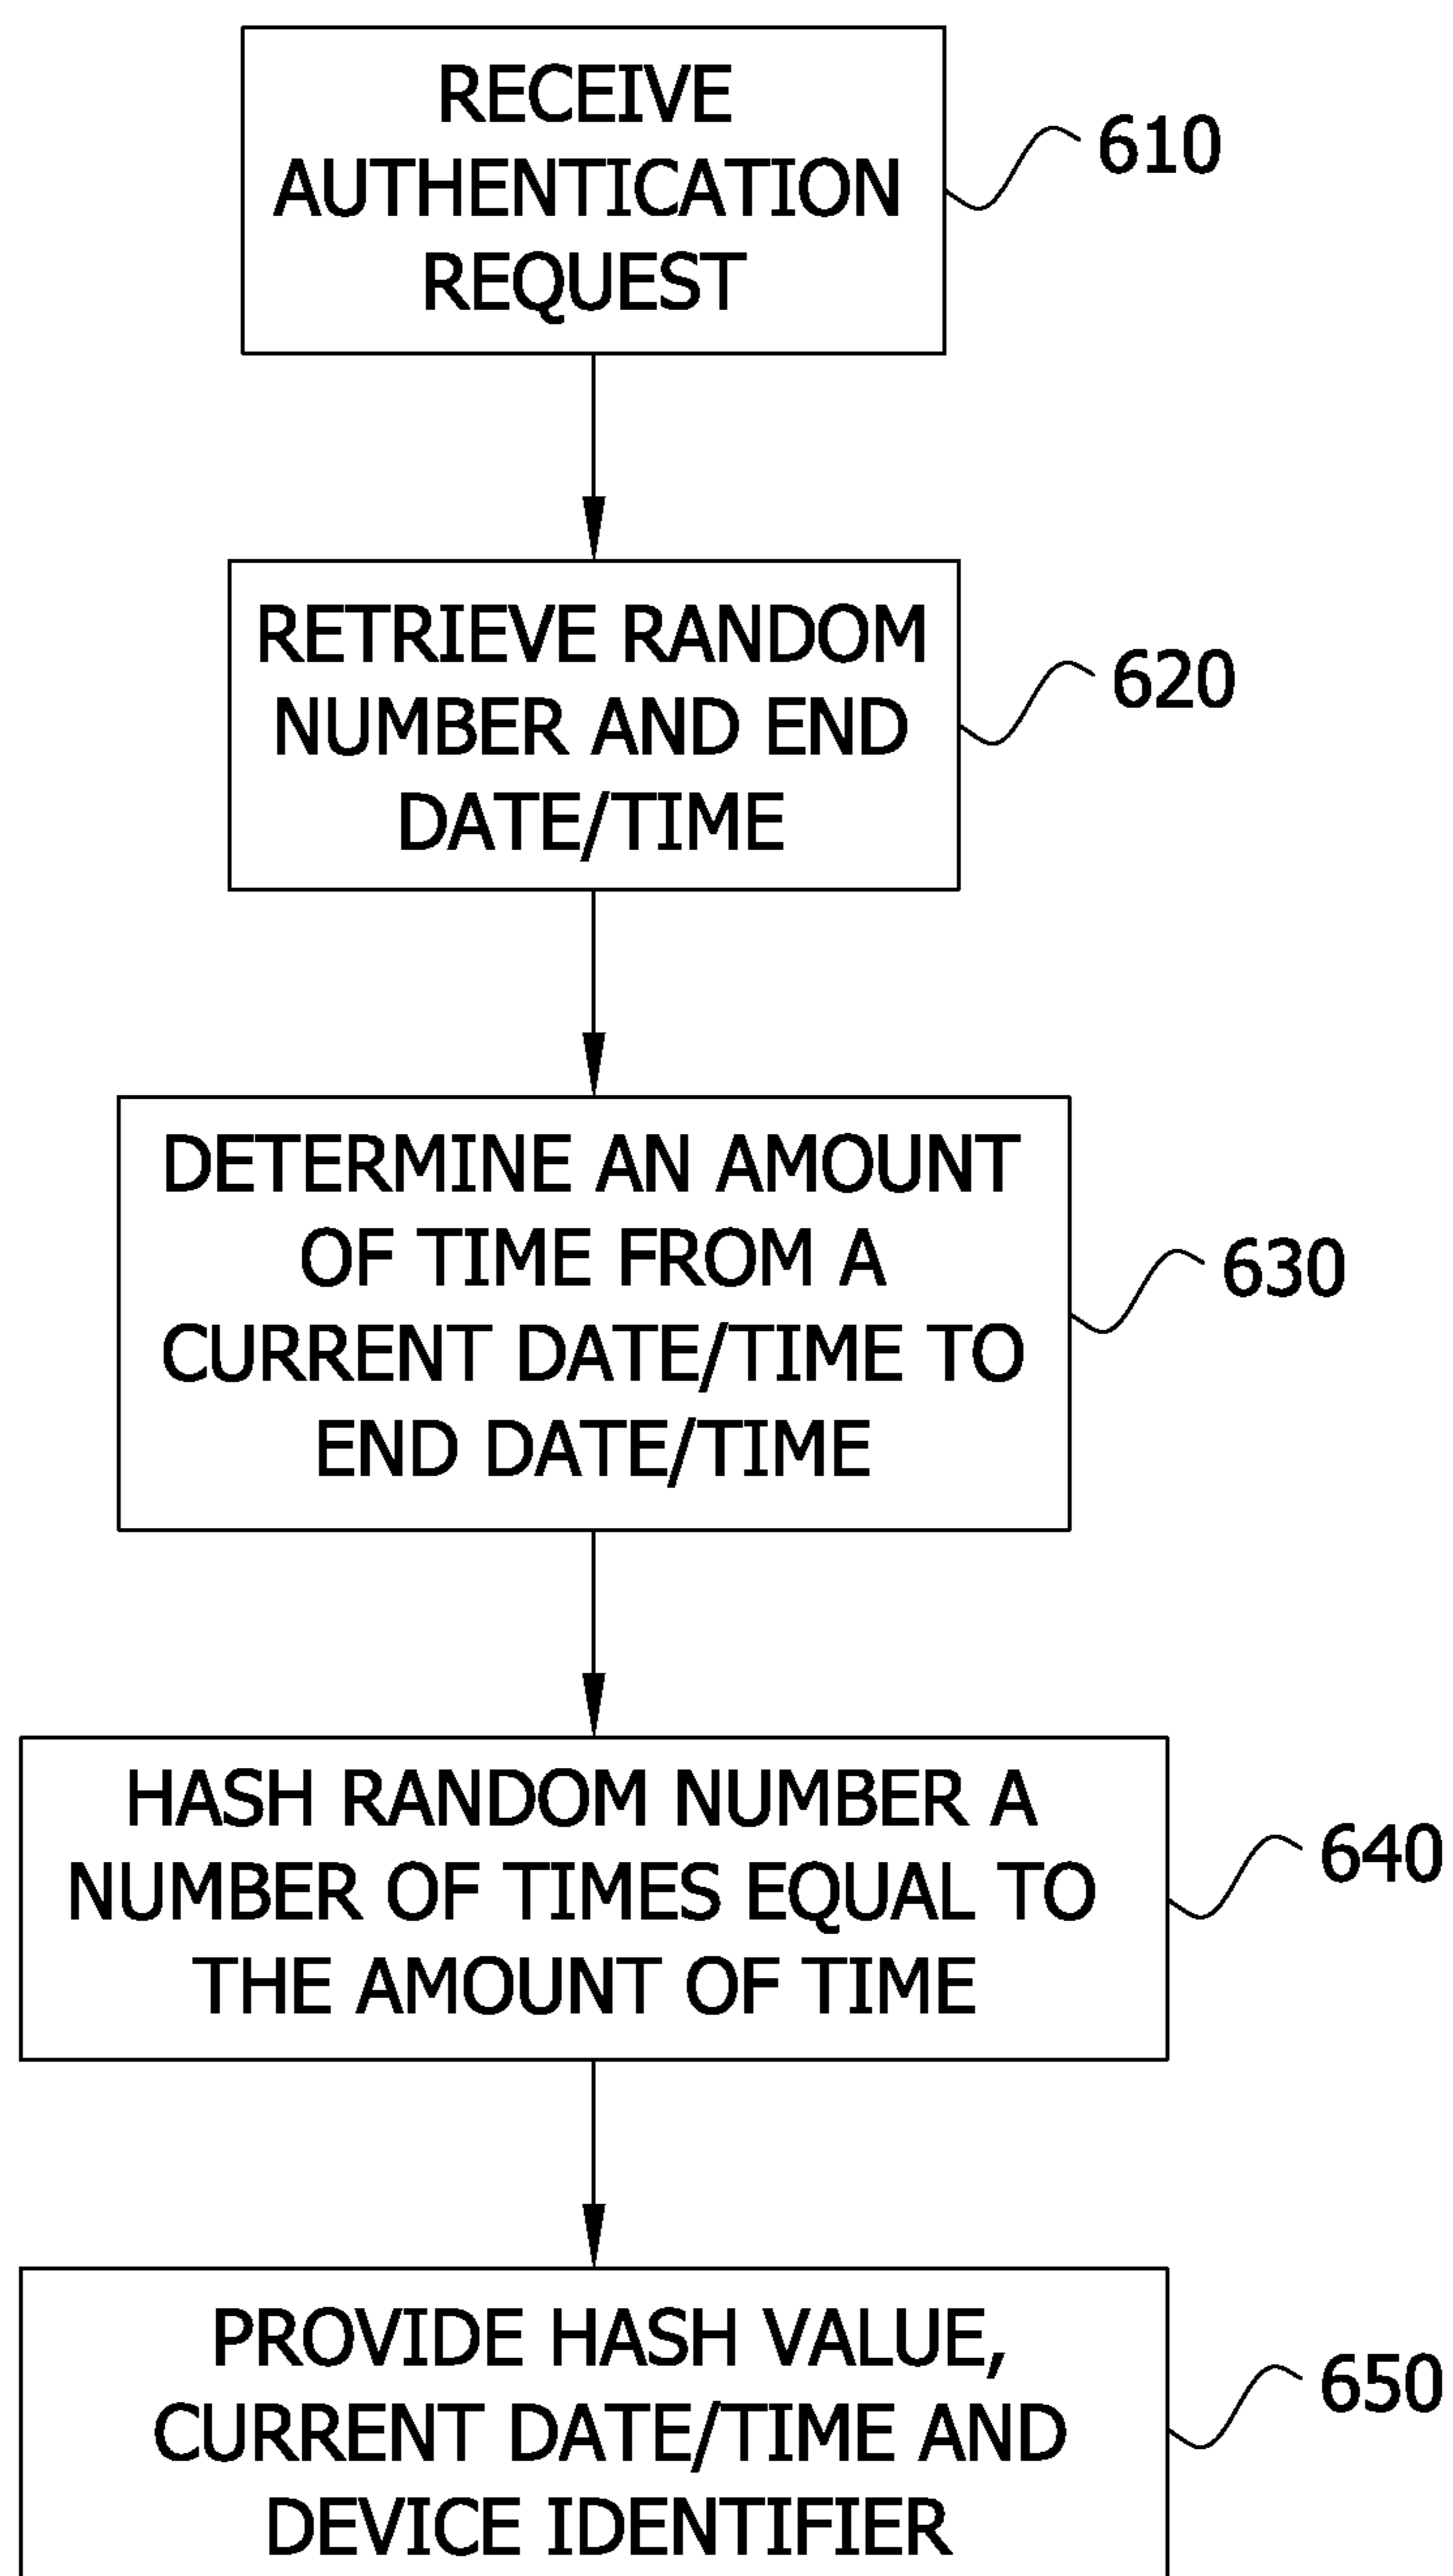 RECEIVE
AUTHENTICATION
REQUEST
610
RETRIEVE RANDOM
NUMBER AND END
DATE/TIME
620
DETERMINE AN AMOUNT
OF TIME FROM A
CURRENT DATE/TIME TO
END DATE/TIME
630
HASH RANDOM NUMBER A
NUMBER OF TIMES EQUAL TO
THE AMOUNT OF TIME
640
PROVIDE HASH VALUE,
CURRENT DATE/TIME AND
DEVICE IDENTIFIER
650